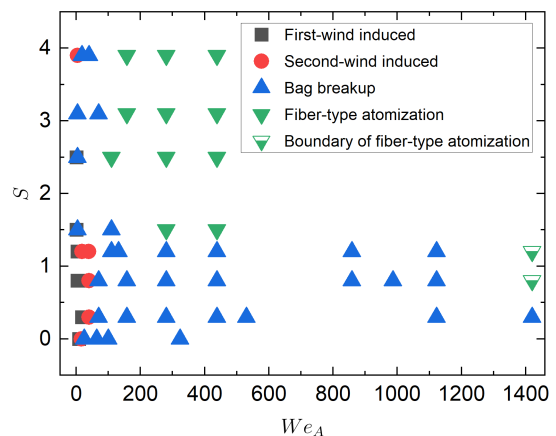 First-wind induced
Second-wind induced
Bag breakup
Fiber-type atomization
Boundary of fiber-type atomization
4
3
2
1
0
S
0 200 400 600 800 1000 1200 1400
We_A